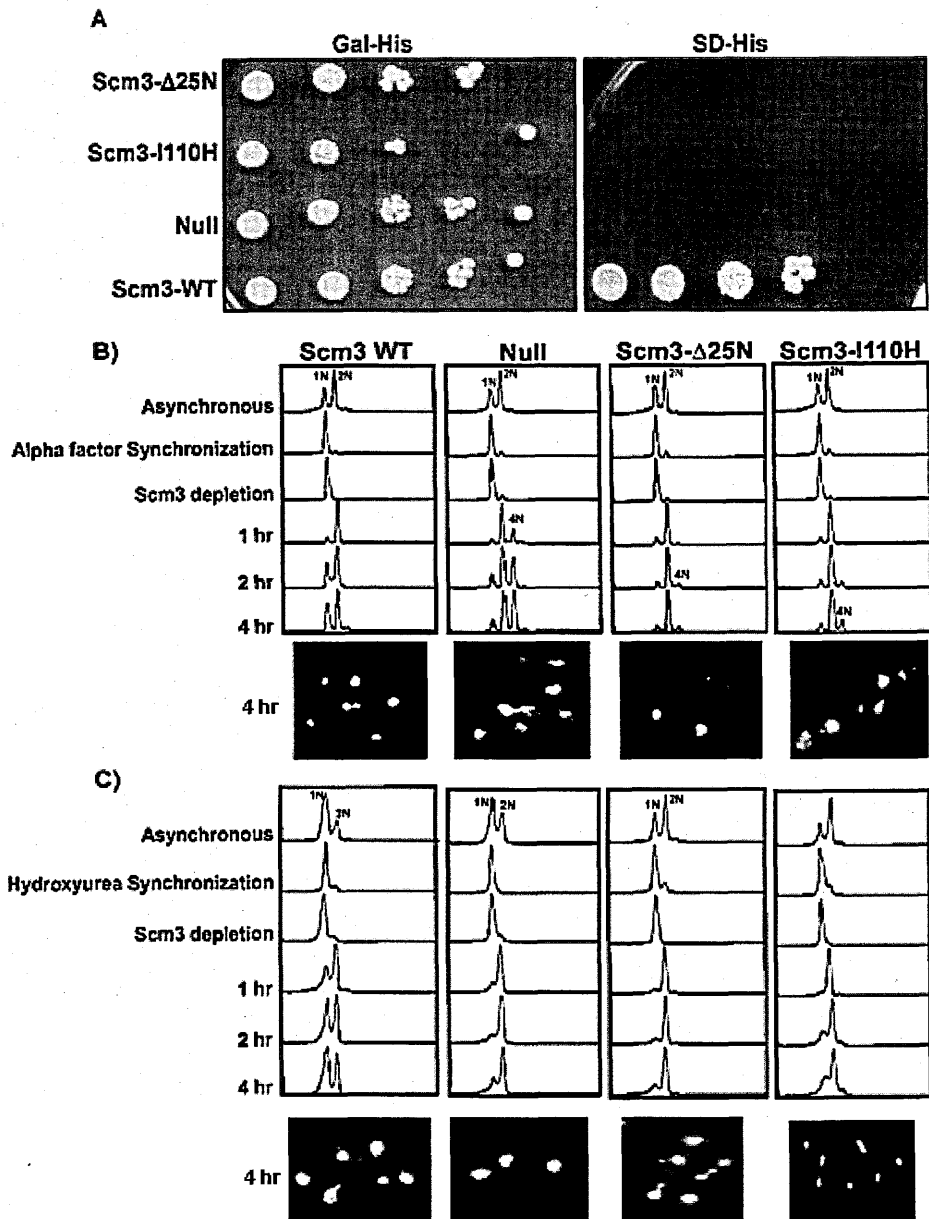 A
Gal-His
SD-His
Scm3-Δ25N
Scm3-I110H
Null
Scm3-WT
B)
Scm3 WT
Null
Scm3-Δ25N
Scm3-I110H
Asynchronous
1N 2N
1N 2N
1N 2N
1N 2N
Alpha factor Synchronization
Scm3 depletion
1 hr
4N
2 hr
4N
4 hr
4N
4 hr
C)
Asynchronous
1N 2N
1N 2N
1N 2N
Hydroxyurea Synchronization
Scm3 depletion
1 hr
2 hr
4 hr
4 hr